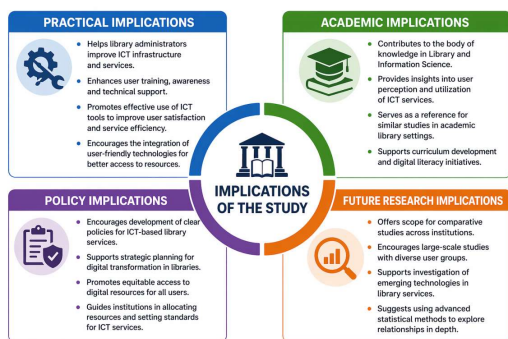 PRACTICAL IMPLICATIONS
• Helps library administrators
improve ICT infrastructure
and services.
• Enhances user training, awareness
and technical support.
• Promotes effective use of ICT
tools to improve user satisfaction
and service efficiency.
• Encourages the integration of
user-friendly technologies for
better access to resources.
ACADEMIC IMPLICATIONS
• Contributes to the body of
knowledge in Library and
Information Science.
• Provides insights into user
perception and utilization
of ICT services.
• Serves as a reference for
similar studies in academic
library settings.
• Supports curriculum development
and digital literacy initiatives.
IMPLICATIONS
OF THE STUDY
POLICY IMPLICATIONS
• Encourages development of clear
policies for ICT-based library
services.
• Supports strategic planning for
digital transformation in libraries.
• Promotes equitable access to
digital resources for all users.
• Guides institutions in allocating
resources and setting standards
for ICT services.
FUTURE RESEARCH IMPLICATIONS
• Offers scope for comparative
studies across institutions.
• Encourages large-scale studies
with diverse user groups.
• Supports investigation of
emerging technologies in
library services.
• Suggests using advanced
statistical methods to explore
relationships in depth.